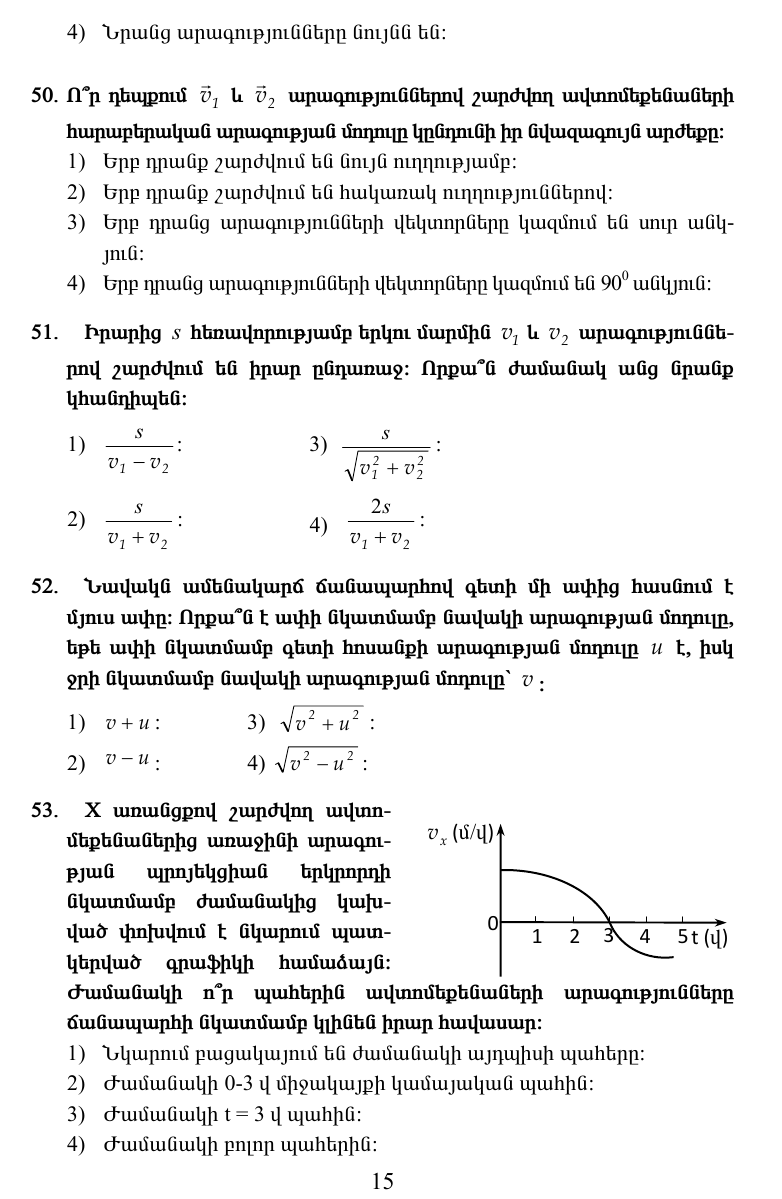 4) Նրանց արագությունները նույնն են:
50. Ո՞ր դեպքում v⃗₁ և v⃗₂ արագություններով շարժվող ավտոմեքենաների
հարաբերական արագության մոդուլը կընդունի իր նվազագույն արժեքը:
1) Երբ դրանք շարժվում են նույն ուղղությամբ:
2) Երբ դրանք շարժվում են հակառակ ուղղություններով:
3) Երբ դրանց արագությունների վեկտորները կազմում են սուր անկ-
յուն:
4) Երբ դրանց արագությունների վեկտորները կազմում են 90⁰ անկյուն:
51. Իրարից s հեռավորությամբ երկու մարմին v₁ և v₂ արագություննե-
րով շարժվում են իրար ընդառաջ: Որքա՞ն ժամանակ անց նրանք
կհանդիպեն:
1) s/(v₁ − v₂) : 3) s/√(v₁² + v₂²) :
2) s/(v₁ + v₂) : 4) 2s/(v₁ + v₂) :
52. Նավակն ամենակարճ ճանապարհով գետի մի ափից հասնում է
մյուս ափը: Որքա՞ն է ափի նկատմամբ նավակի արագության մոդուլը,
եթե ափի նկատմամբ գետի հոսանքի արագության մոդուլը u է, իսկ
ջրի նկատմամբ նավակի արագության մոդուլը՝ v :
1) v + u : 3) √(v² + u²) :
2) v − u : 4) √(v² − u²) :
53. X առանցքով շարժվող ավտո-
մեքենաներից առաջինի արագու-
թյան պրոյեկցիան երկրորդի
նկատմամբ ժամանակից կախ-
ված փոխվում է նկարում պատ-
կերված գրաֆիկի համաձայն:
vₓ (մ/վ)
0 1 2 3 4 5 t (վ)
Ժամանակի ո՞ր պահերին ավտոմեքենաների արագությունները
ճանապարհի նկատմամբ կլինեն իրար հավասար:
1) Նկարում բացակայում են ժամանակի այդպիսի պահերը:
2) Ժամանակի 0-3 վ միջակայքի կամայական պահին:
3) Ժամանակի t = 3 վ պահին:
4) Ժամանակի բոլոր պահերին:
15